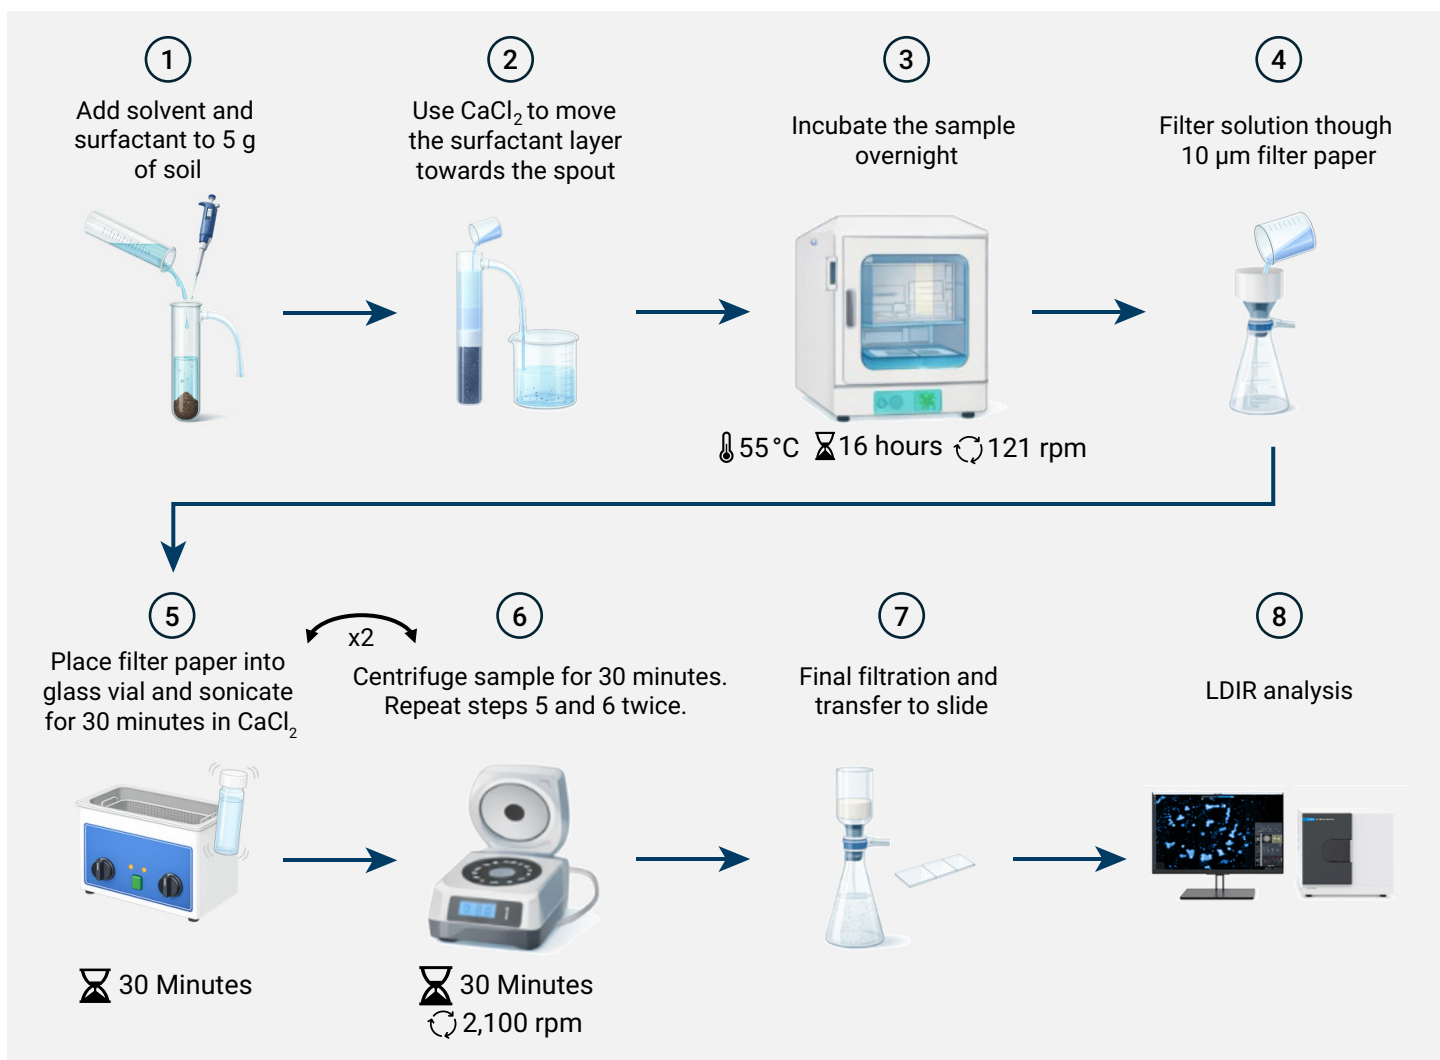 1
Add solvent and
surfactant to 5 g
of soil
2
Use CaCl₂ to move
the surfactant layer
towards the spout
3
Incubate the sample
overnight
4
Filter solution though
10 µm filter paper
55 °C 16 hours 121 rpm
5
Place filter paper into
glass vial and sonicate
for 30 minutes in CaCl₂
x2
6
Centrifuge sample for 30 minutes.
Repeat steps 5 and 6 twice.
7
Final filtration and
transfer to slide
8
LDIR analysis
30 Minutes
30 Minutes
2,100 rpm